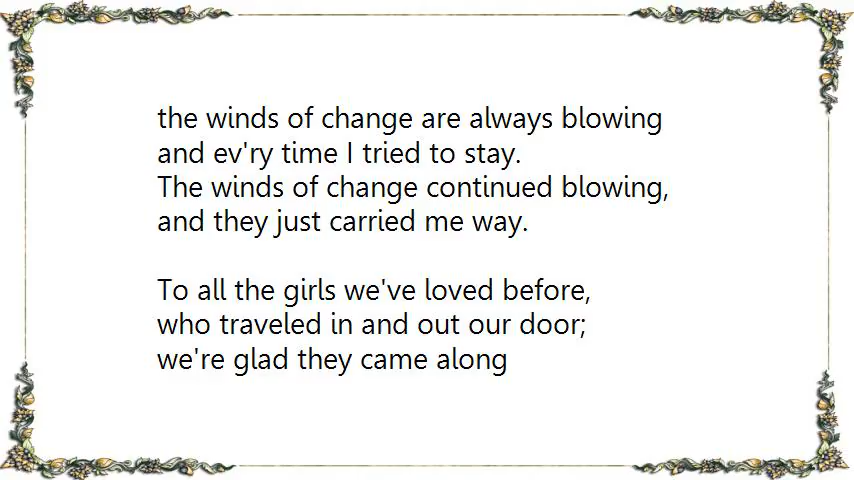 the winds of change are always blowing
and ev'ry time I tried to stay.
The winds of change continued blowing,
and they just carried me way.
To all the girls we've loved before,
who traveled in and out our door;
we're glad they came along